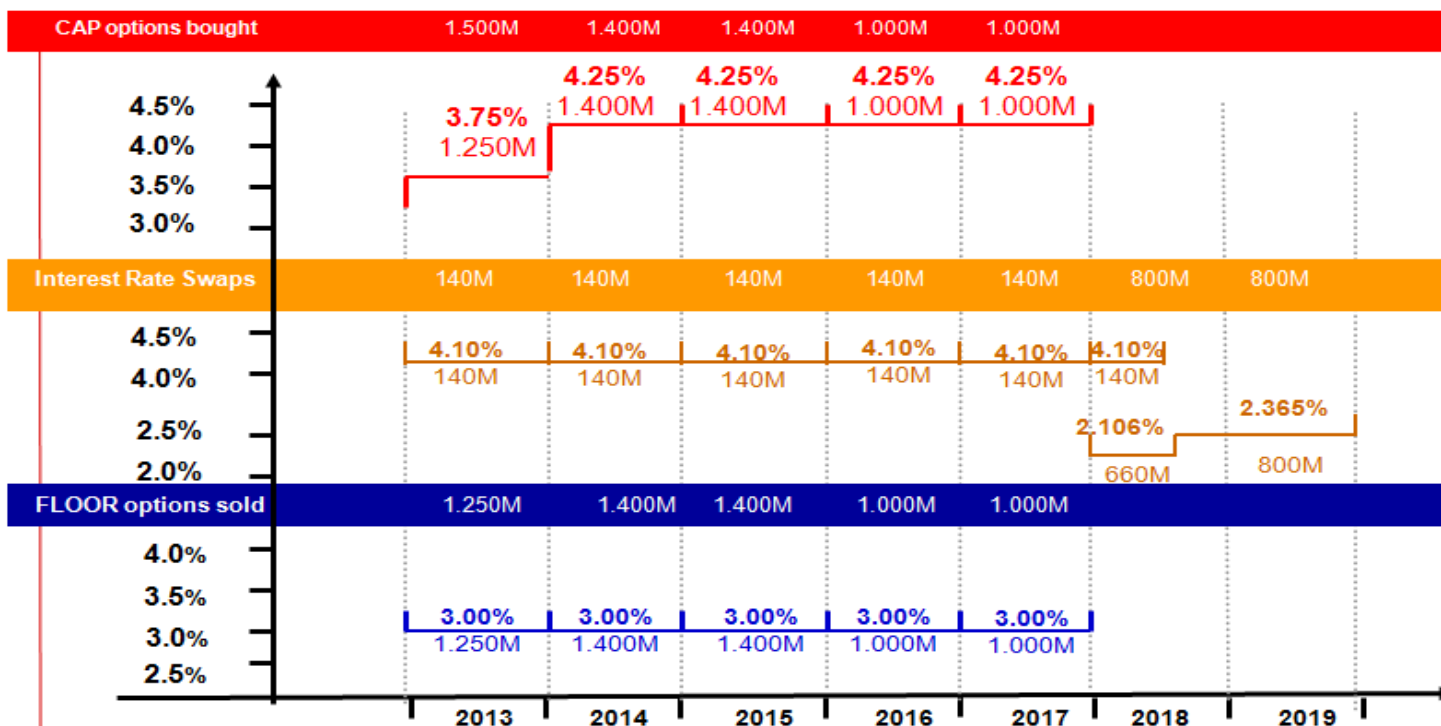 CAP options bought 1.500M 1.400M 1.400M 1.000M 1.000M
4.25% 4.25% 4.25% 4.25%
4.5% 1.400M 1.400M 1.000M 1.000M
3.75%
4.0% 1.250M
3.5%
3.0%
Interest Rate Swaps 140M 140M 140M 140M 140M 800M 800M
4.5%
4.10% 4.10% 4.10% 4.10% 4.10% 4.10%
4.0% 140M 140M 140M 140M 140M 140M
2.365%
2.5% 2.106%
2.0% 660M 800M
FLOOR options sold 1.250M 1.400M 1.400M 1.000M 1.000M
4.0%
3.5%
3.00% 3.00% 3.00% 3.00% 3.00%
3.0% 1.250M 1.400M 1.400M 1.000M 1.000M
2.5%
2013 2014 2015 2016 2017 2018 2019